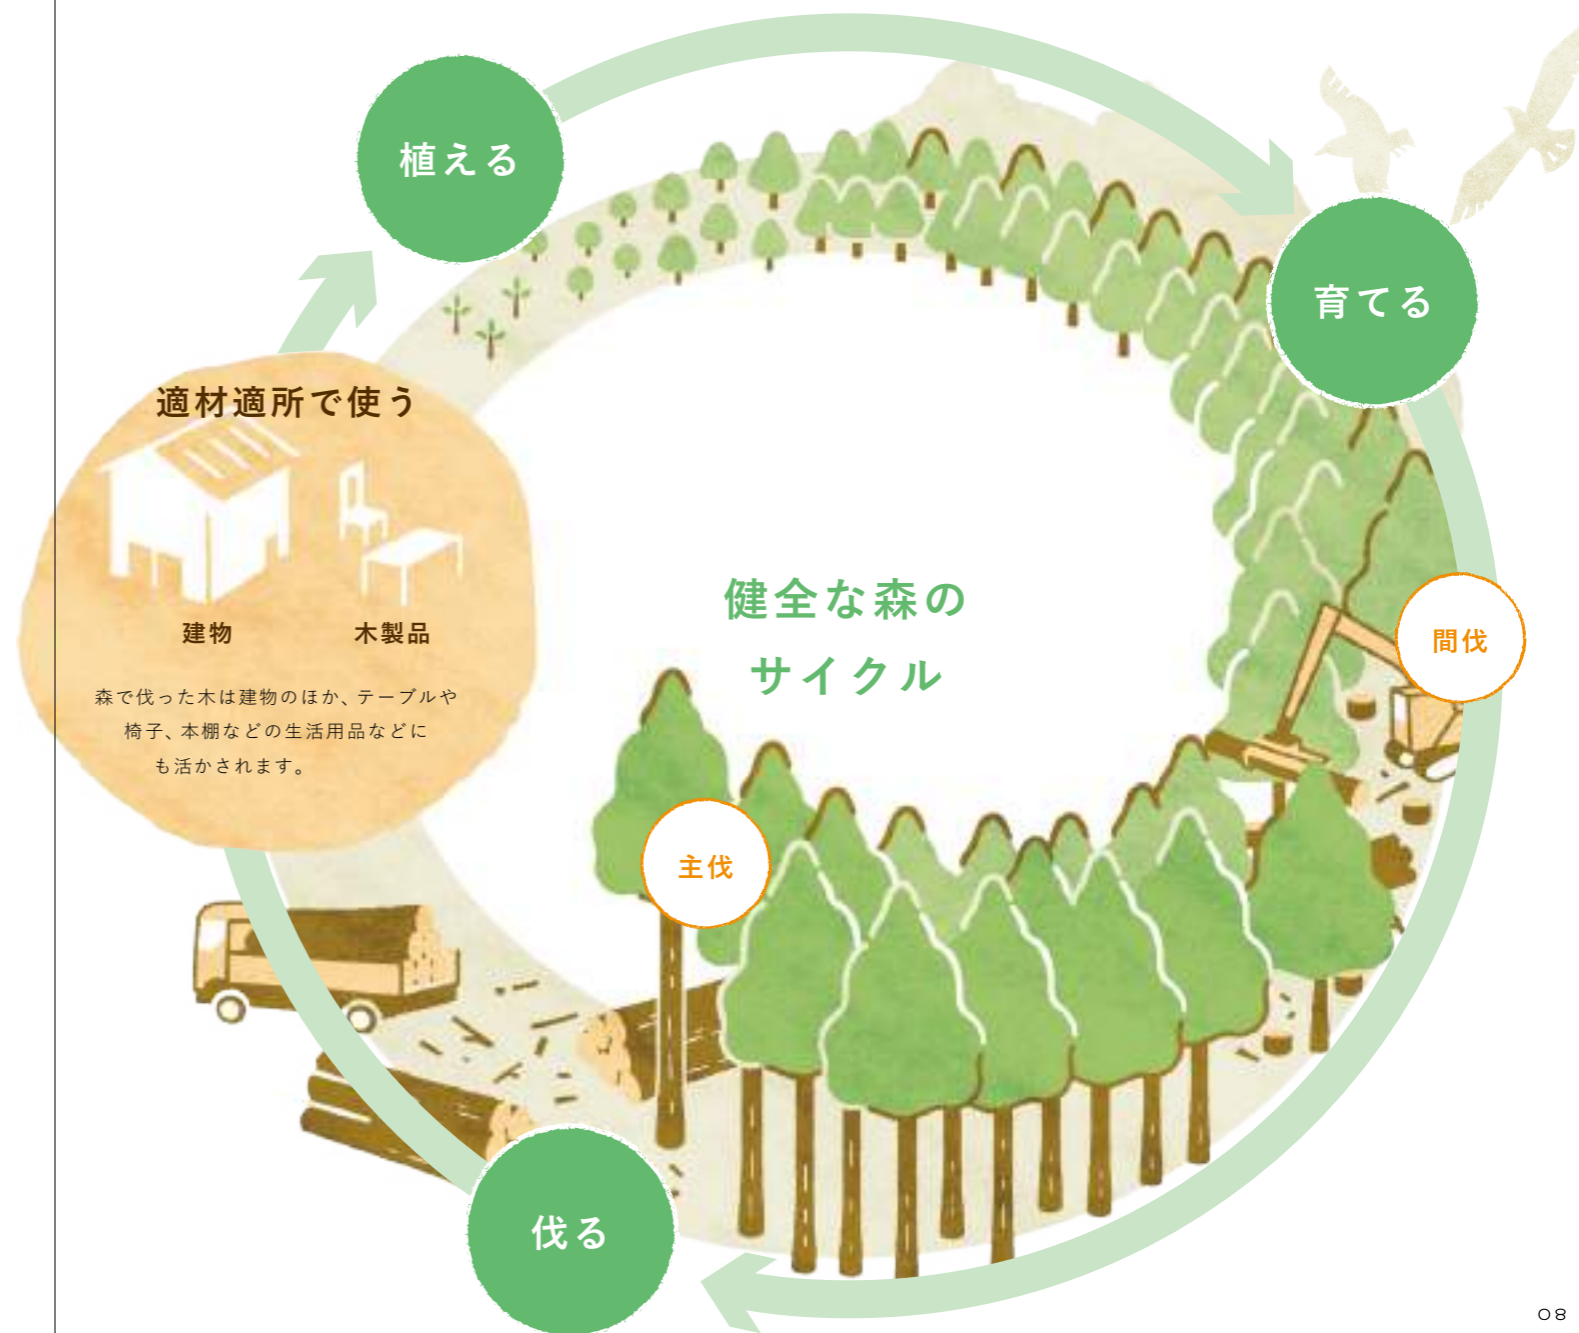 植える
育てる
適材適所で使う
建物
木製品
森で伐った木は建物のほか、テーブルや
椅子、本棚などの生活用品などに
も活かされます。
健全な森の
サイクル
間伐
主伐
伐る
08